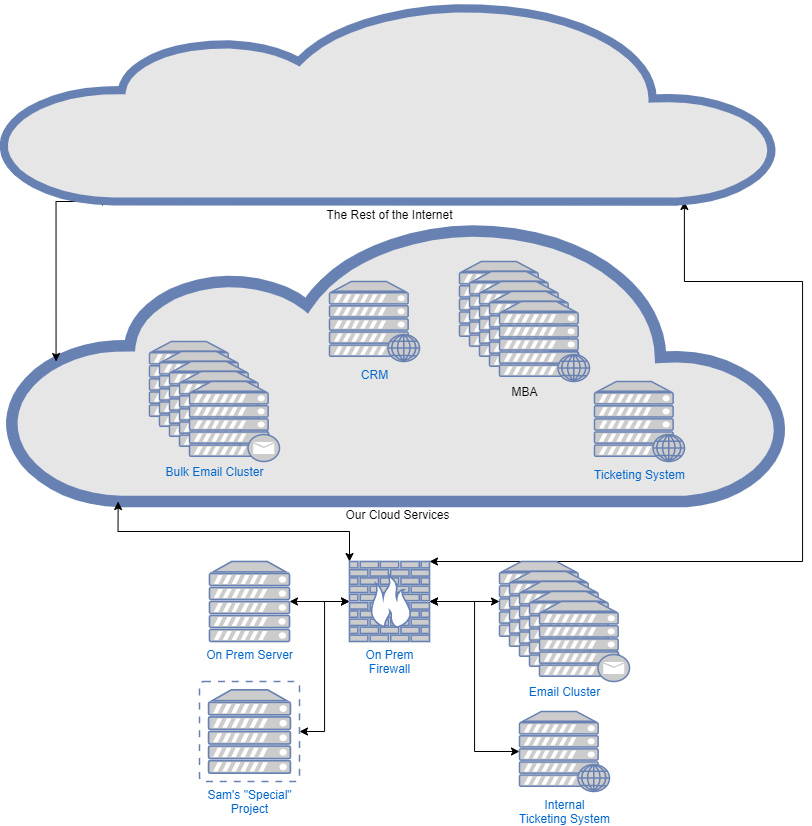 The Rest of the Internet
CRM
MBA
Bulk Email Cluster
Ticketing System
Our Cloud Services
On Prem Server
On Prem
Firewall
Email Cluster
Sam's "Special"
Project
Internal
Ticketing System